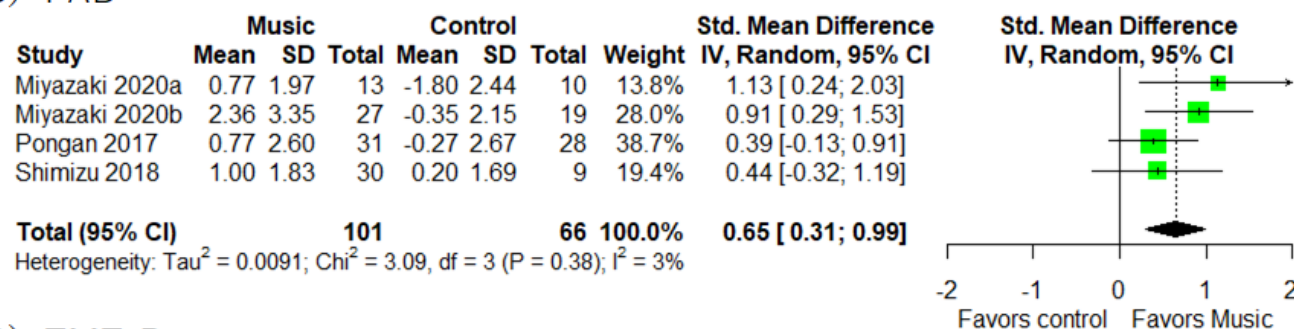 Music Control Std. Mean Difference Std. Mean Difference
Study Mean SD Total Mean SD Total Weight IV, Random, 95% CI IV, Random, 95% CI
Miyazaki 2020a 0.77 1.97 13 -1.80 2.44 10 13.8% 1.13 [ 0.24; 2.03]
Miyazaki 2020b 2.36 3.35 27 -0.35 2.15 19 28.0% 0.91 [ 0.29; 1.53]
Pongan 2017 0.77 2.60 31 -0.27 2.67 28 38.7% 0.39 [-0.13; 0.91]
Shimizu 2018 1.00 1.83 30 0.20 1.69 9 19.4% 0.44 [-0.32; 1.19]
Total (95% CI) 101 66 100.0% 0.65 [ 0.31; 0.99]
Heterogeneity: Tau² = 0.0091; Chi² = 3.09, df = 3 (P = 0.38); I² = 3%
-2 -1 0 1 2
Favors control Favors Music